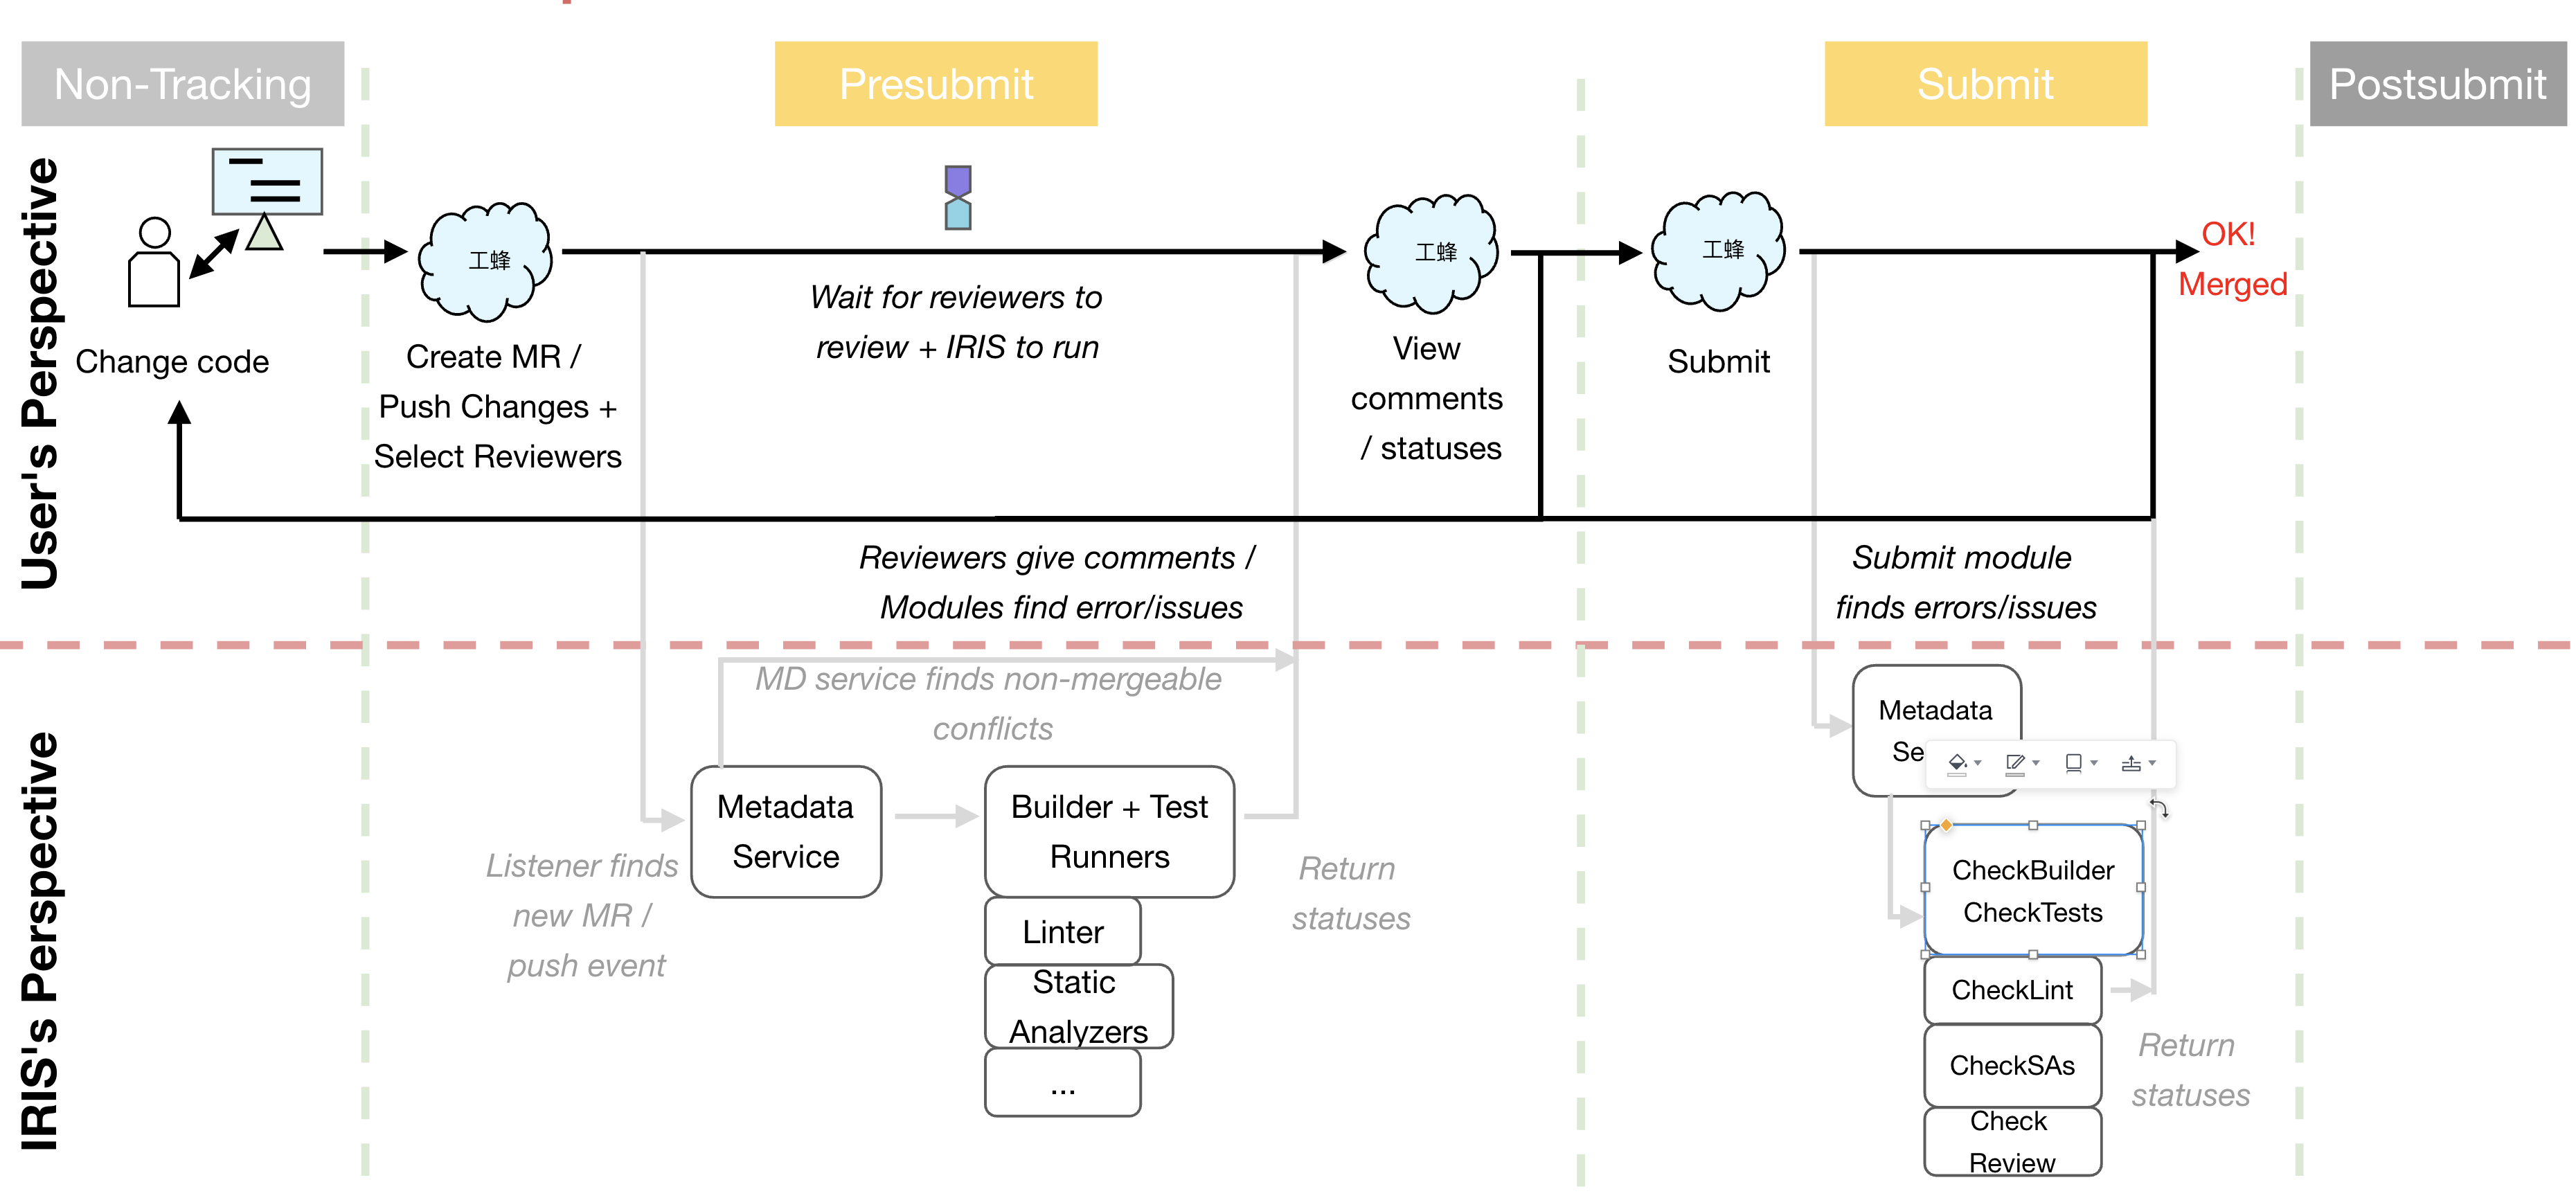 Non-Tracking
Presubmit
Submit
Postsubmit
User's Perspective
工蜂
工蜂
工蜂
OK!
Merged
Change code
Create MR /
Push Changes +
Select Reviewers
Wait for reviewers to
review + IRIS to run
View
comments
/ statuses
Submit
Reviewers give comments /
Modules find error/issues
Submit module
finds errors/issues
IRIS's Perspective
MD service finds non-mergeable
conflicts
Listener finds
new MR /
push event
Metadata
Service
Builder + Test
Runners
Linter
Static
Analyzers
...
Return
statuses
Metadata
Se
CheckBuilder
CheckTests
CheckLint
CheckSAs
Check
Review
Return
statuses